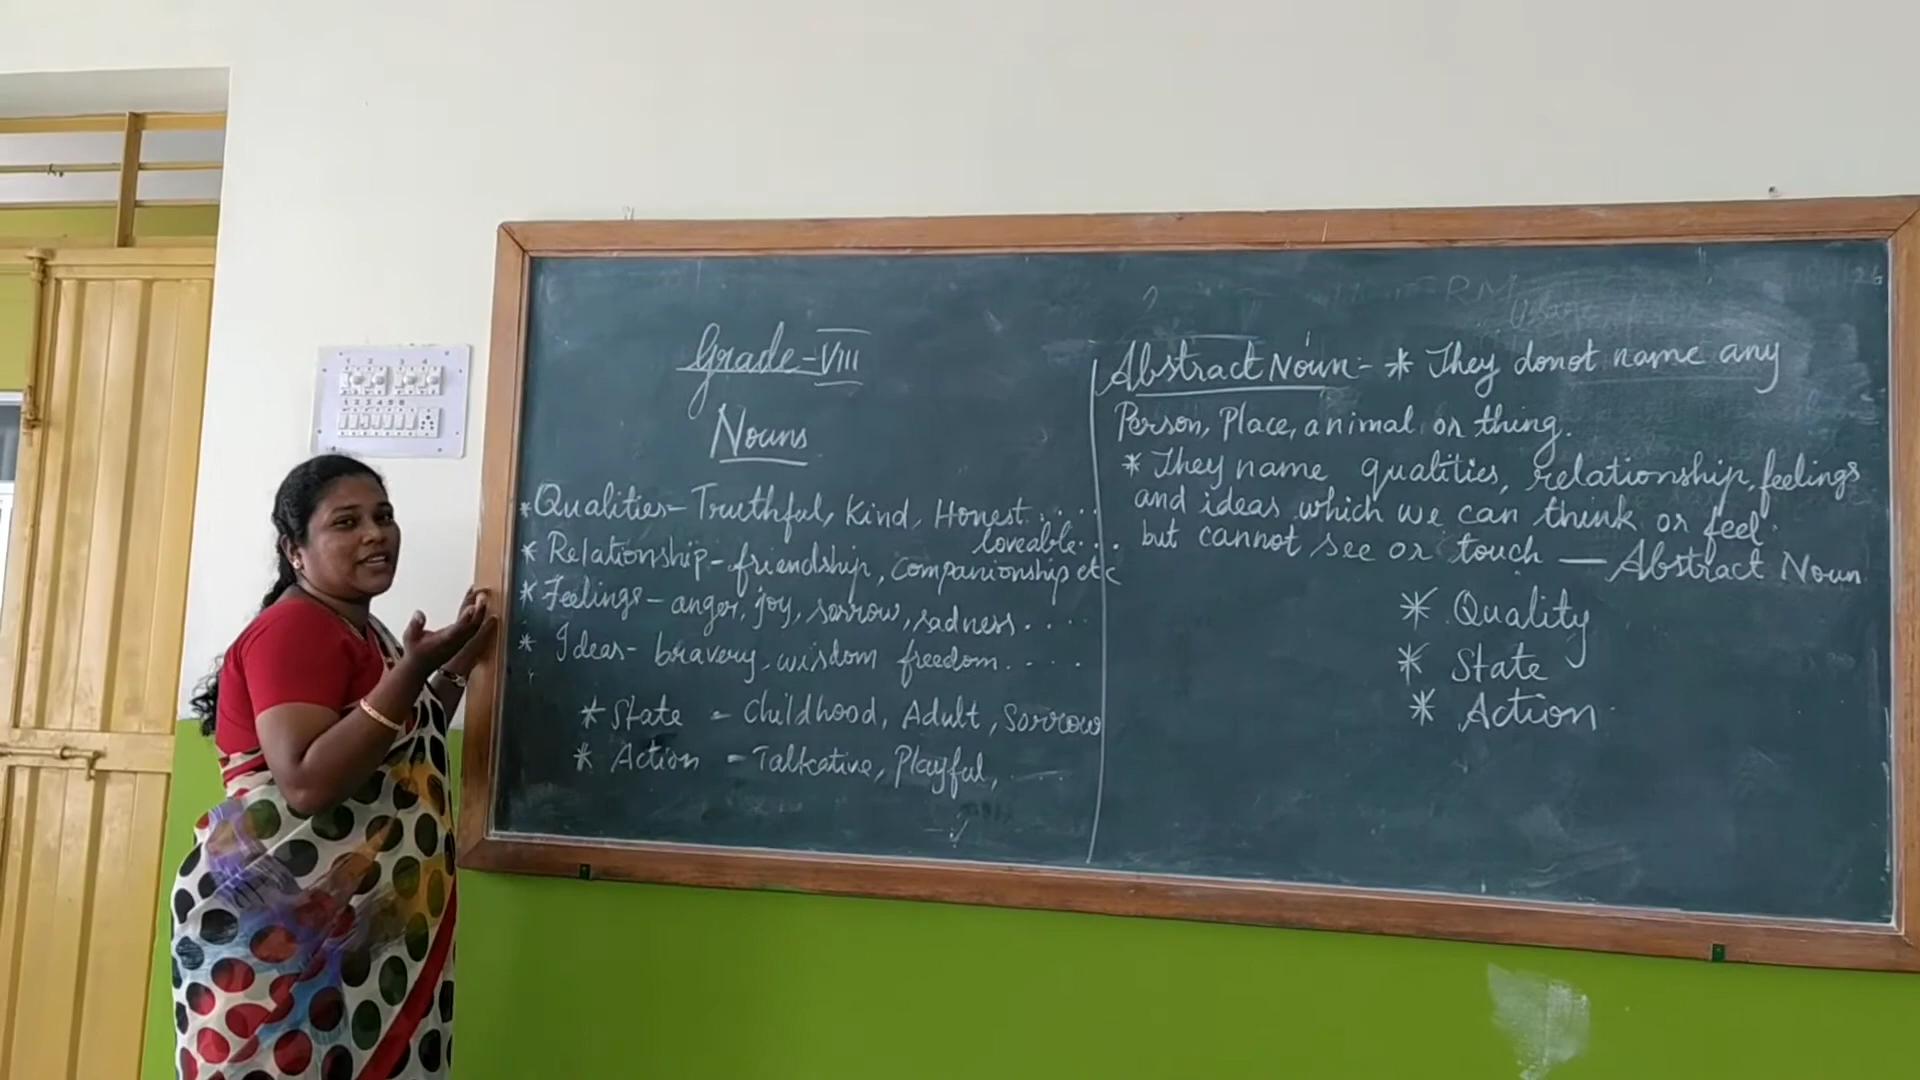 Grade-VIII
Nouns
*Qualities- Truthful, Kind, Honest....
loveable...
* Relationship-friendship, companionship etc
* Feelings- anger, joy, sorrow, sadness....
* Ideas- bravery, wisdom freedom....
* State - Childhood, Adult, Sorrow
* Action - Talkative, Playful,
Abstract Noun:- * They donot name any
Person, Place, animal or thing.
* They name qualities, relationship, feelings
and ideas which we can think or feel
but cannot see or touch — Abstract Noun
* Quality
* State
* Action